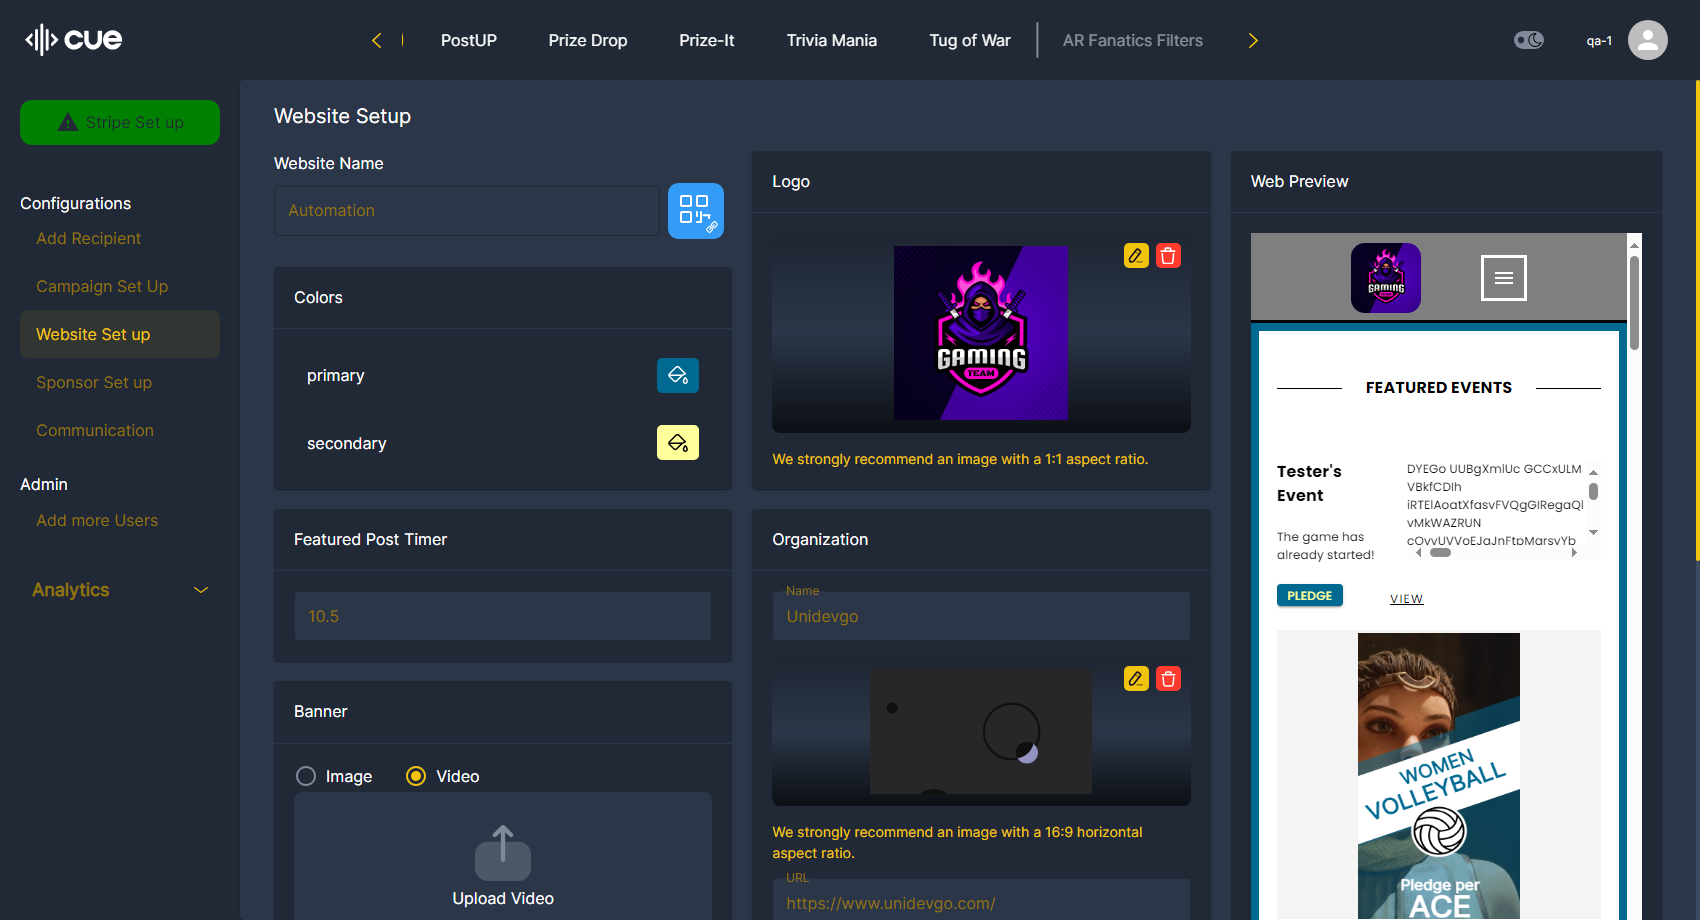 cue
PostUP
Prize Drop
Prize-It
Trivia Mania
Tug of War
AR Fanatics Filters
qa-1
Stripe Set up
Configurations
Add Recipient
Campaign Set Up
Website Set up
Sponsor Set up
Communication
Admin
Add more Users
Analytics
Website Setup
Website Name
Automation
Colors
primary
secondary
Featured Post Timer
10.5
Banner
Image
Video
Upload Video
Logo
GAMING
TEAM
We strongly recommend an image with a 1:1 aspect ratio.
Organization
Name
Unidevgo
We strongly recommend an image with a 16:9 horizontal
aspect ratio.
URL
https://www.unidevgo.com/
Web Preview
GAMING
FEATURED EVENTS
Tester's
Event
The game has
already started!
DYEGo UUBgXmlUc GCCxULM
VBkfCDIh
iRTElAoatXfasvFVQgGIRegaQl
vMkWAZRUN
PLEDGE
VIEW
WOMEN
VOLLEYBALL
Pledge per
ACE